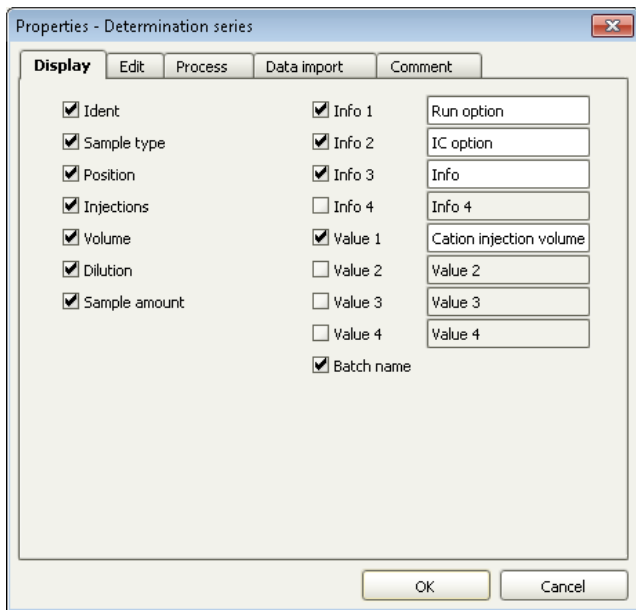 Properties - Determination series
Display Edit Process Data import Comment
Ident Info 1 Run option
Sample type Info 2 IC option
Position Info 3 Info
Injections Info 4 Info 4
Volume Value 1 Cation injection volume
Dilution Value 2 Value 2
Sample amount Value 3 Value 3
Value 4 Value 4
Batch name
OK Cancel